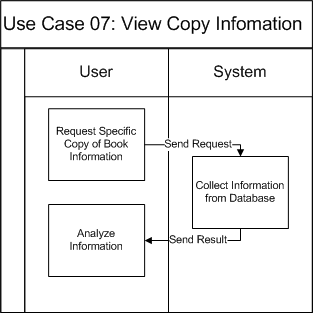 Use Case 07: View Copy Infomation
User
System
Request Specific
Copy of Book
Information
Send Request
Collect Information
from Database
Analyze
Information
Send Result